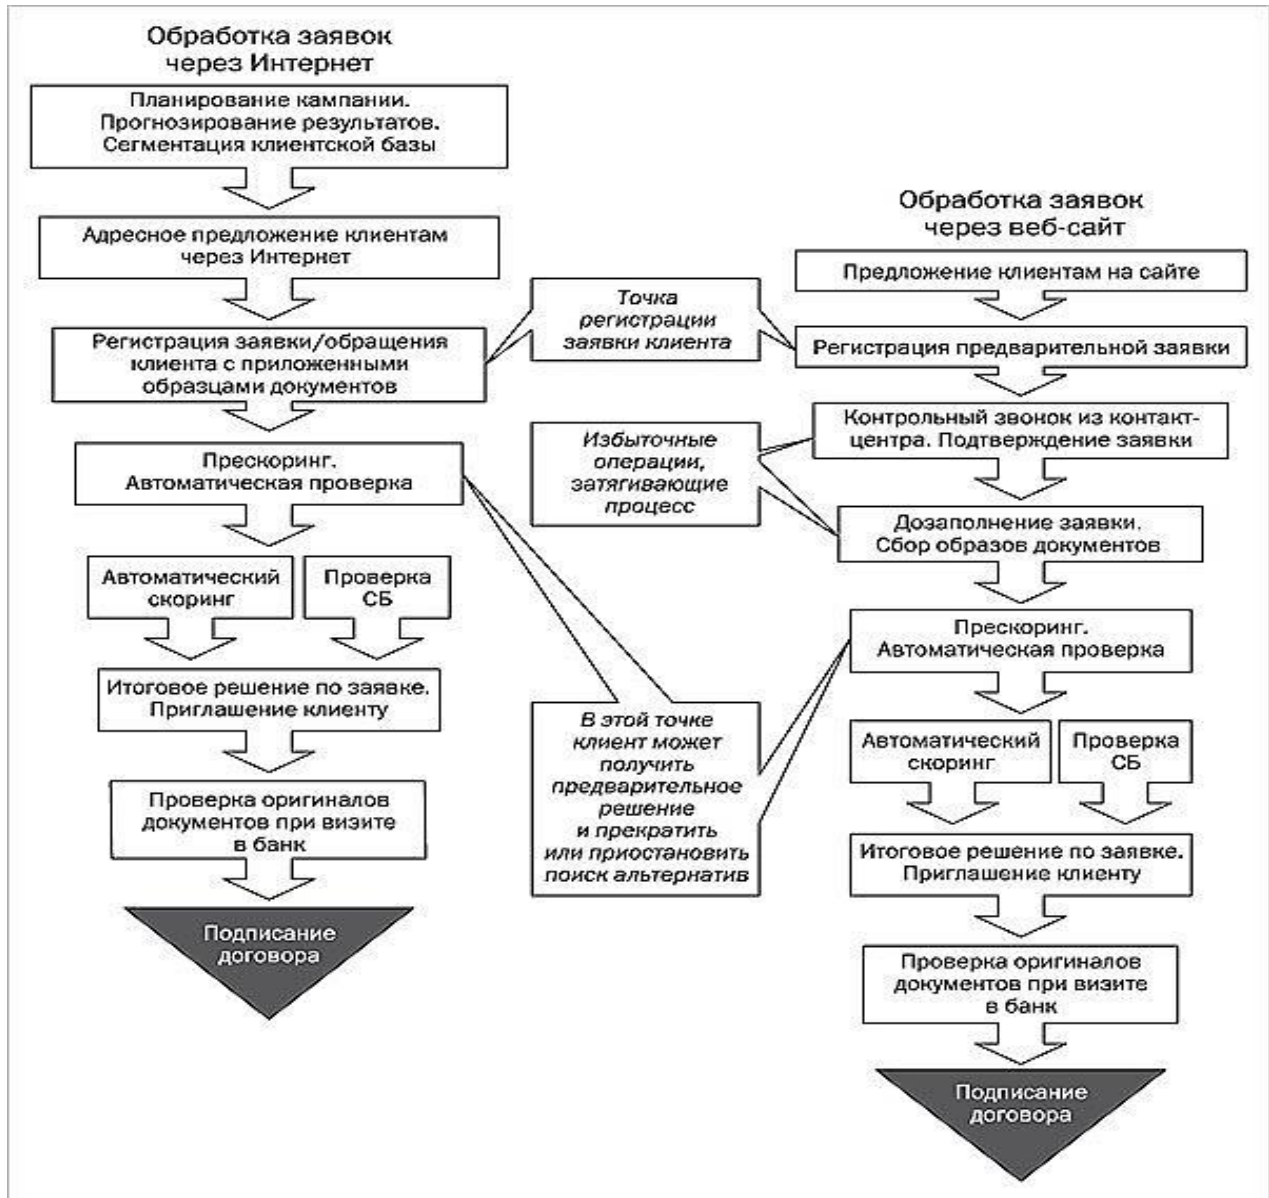 Обработка заявок
через Интернет
Планирование кампании.
Прогнозирование результатов.
Сегментация клиентской базы
Адресное предложение клиентам
через Интернет
Регистрация заявки/обращения
клиента с приложенными
образцами документов
Прескоринг.
Автоматическая проверка
Автоматический
скоринг
Проверка
СБ
Итоговое решение по заявке.
Приглашение клиенту
Проверка оригиналов
документов при визите
в банк
Подписание
договора
Точка
регистрации
заявки клиента
Избыточные
операции,
затягивающие
процесс
В этой точке
клиент может
получить
предварительное
решение
и прекратить
или приостановить
поиск альтернатив
Обработка заявок
через веб-сайт
Предложение клиентам на сайте
Регистрация предварительной заявки
Контрольный звонок из контакт-
центра. Подтверждение заявки
Дозаполнение заявки.
Сбор образов документов
Прескоринг.
Автоматическая проверка
Автоматический
скоринг
Проверка
СБ
Итоговое решение по заявке.
Приглашение клиенту
Проверка оригиналов
документов при визите
в банк
Подписание
договора